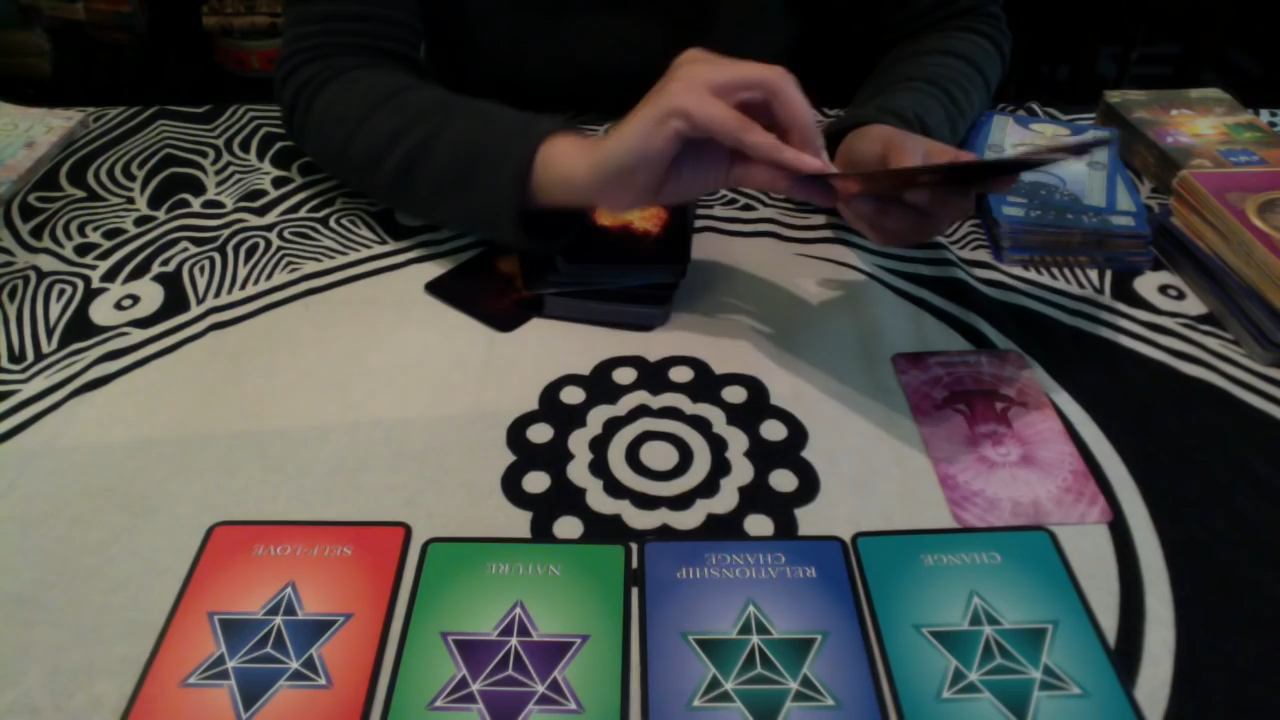 SELF-LOVE
NATURE
RELATIONSHIP
CHANGE
CHANGE